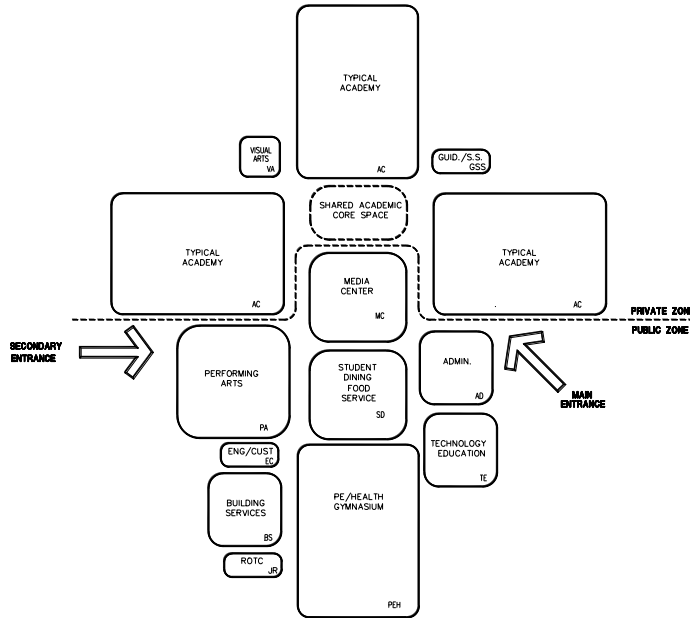 TYPICAL
ACADEMY
AC
VISUAL
ARTS
VA
GUID./S.S.
GSS
SHARED ACADEMIC
CORE SPACE
TYPICAL
ACADEMY
AC
TYPICAL
ACADEMY
AC
MEDIA
CENTER
MC
PRIVATE ZONE
PUBLIC ZONE
SECONDARY
ENTRANCE
PERFORMING
ARTS
PA
STUDENT
DINING
FOOD
SERVICE
SD
ADMIN.
AD
MAIN
ENTRANCE
ENG/CUST
EC
TECHNOLOGY
EDUCATION
TE
BUILDING
SERVICES
BS
PE/HEALTH
GYMNASIUM
PEH
ROTC
JR